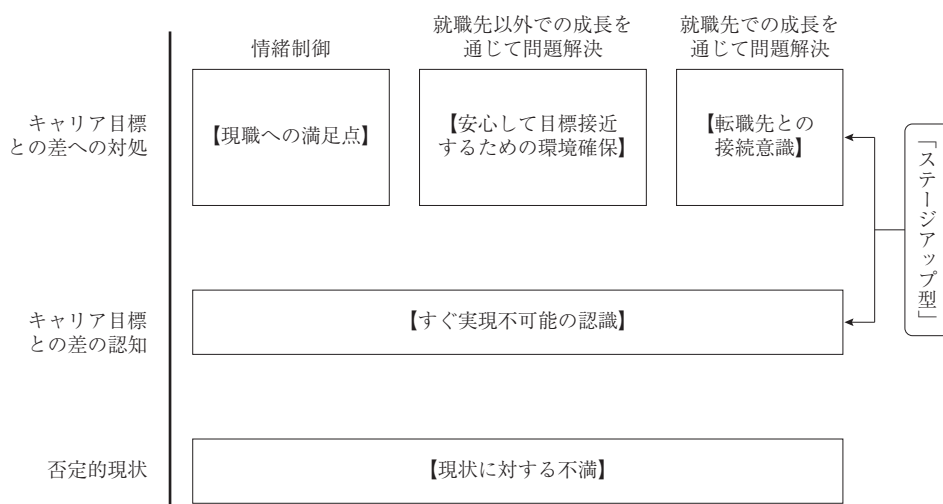 情緒制御
就職先以外での成長を
通じて問題解決
就職先での成長を
通じて問題解決
キャリア目標
との差への対処
【現職への満足点】
【安心して目標接近
するための環境確保】
【転職先との
接続意識】
「ステージアップ型」
キャリア目標
との差の認知
【すぐ実現不可能の認識】
否定的現状
【現状に対する不満】